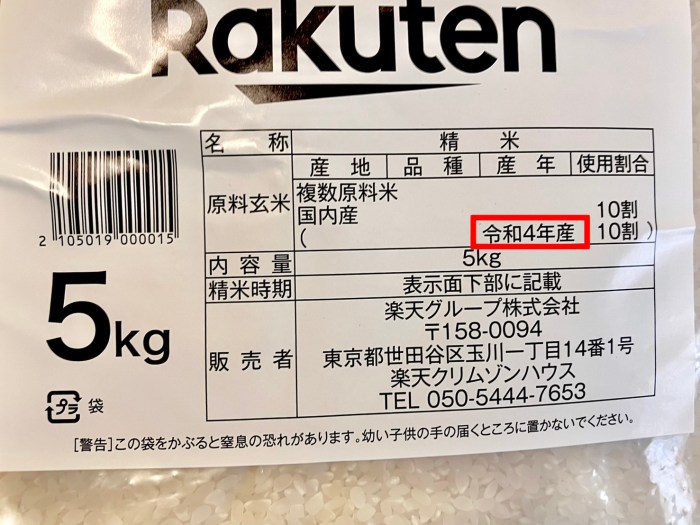 Rakuten
名称 精米
産地 品種 産年 使用割合
原料玄米 複数原料米
国内産 10割
( 令和4年産 10割 )
内容量 5kg
精米時期 表示面下部に記載
販売者 楽天グループ株式会社
〒158-0094
東京都世田谷区玉川一丁目14番1号
楽天クリムゾンハウス
TEL 050-5444-7653
2 105019 000015
5kg
プラ 袋
[警告]この袋をかぶると窒息の恐れがあります。幼い子供の手の届くところに置かないでください。